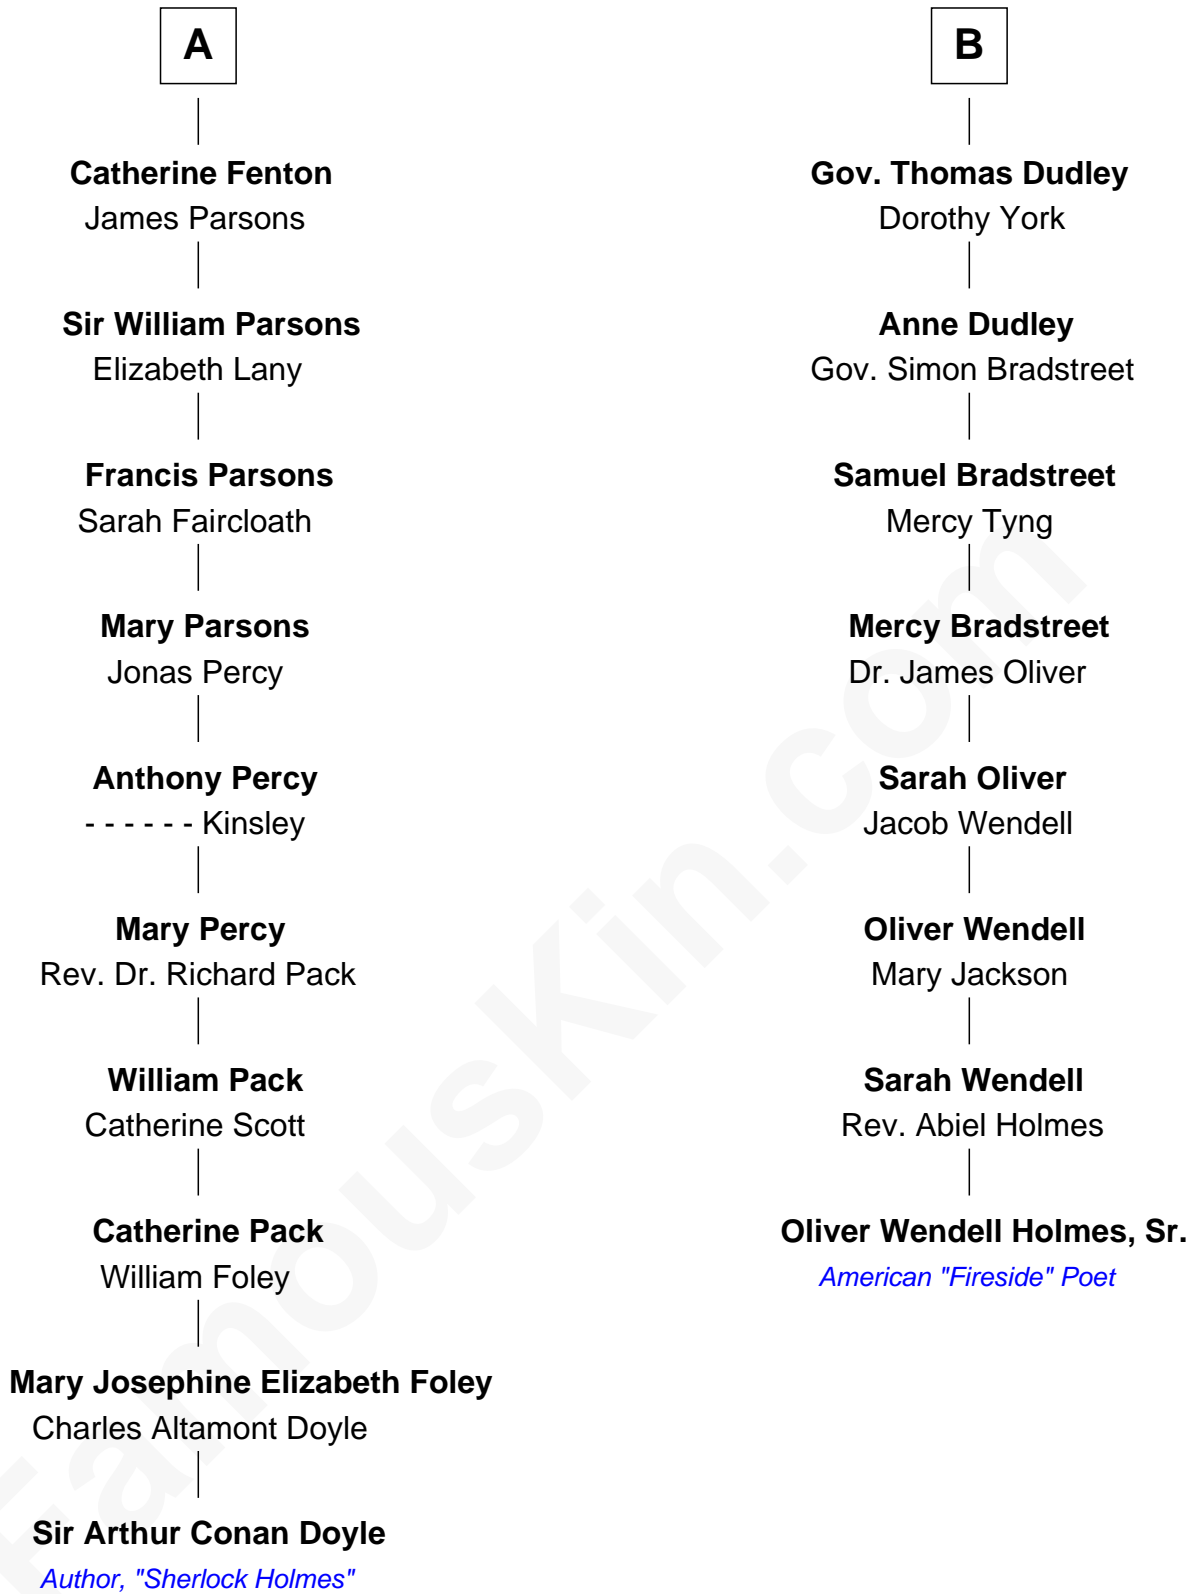 A
Catherine Fenton
James Parsons
Sir William Parsons
Elizabeth Lany
Francis Parsons
Sarah Faircloath
Mary Parsons
Jonas Percy
Anthony Percy
- - - - - - Kinsley
Mary Percy
Rev. Dr. Richard Pack
William Pack
Catherine Scott
Catherine Pack
William Foley
Mary Josephine Elizabeth Foley
Charles Altamont Doyle
Sir Arthur Conan Doyle
Author, "Sherlock Holmes"
B
Gov. Thomas Dudley
Dorothy York
Anne Dudley
Gov. Simon Bradstreet
Samuel Bradstreet
Mercy Tyng
Mercy Bradstreet
Dr. James Oliver
Sarah Oliver
Jacob Wendell
Oliver Wendell
Mary Jackson
Sarah Wendell
Rev. Abiel Holmes
Oliver Wendell Holmes, Sr.
American "Fireside" Poet
FamousKin.com